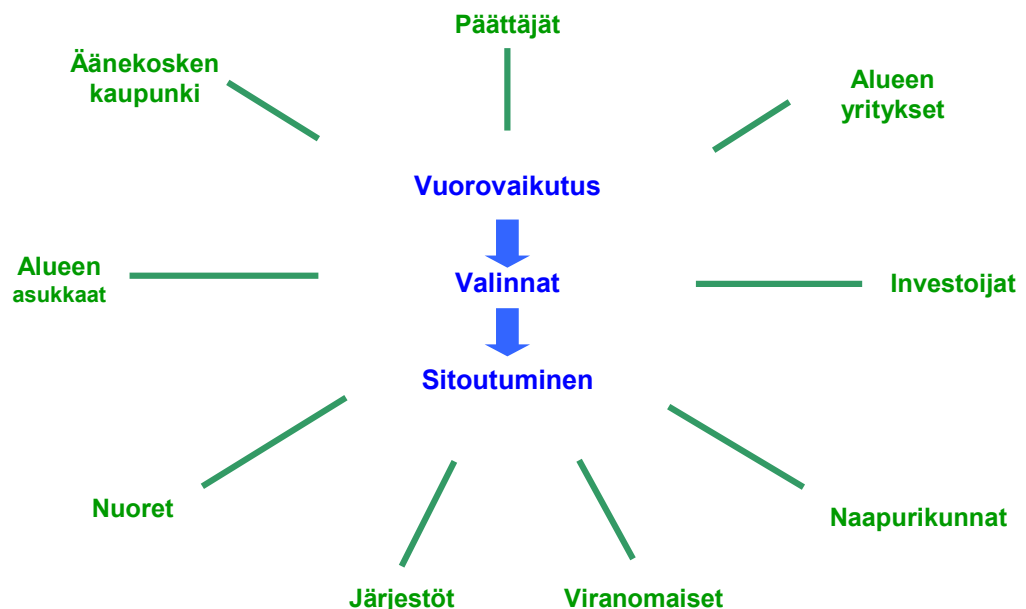 Päättäjät
Äänekosken
kaupunki
Alueen
yritykset
Vuorovaikutus
Alueen
asukkaat
Valinnat
Investoijat
Sitoutuminen
Nuoret
Naapurikunnat
Järjestöt
Viranomaiset